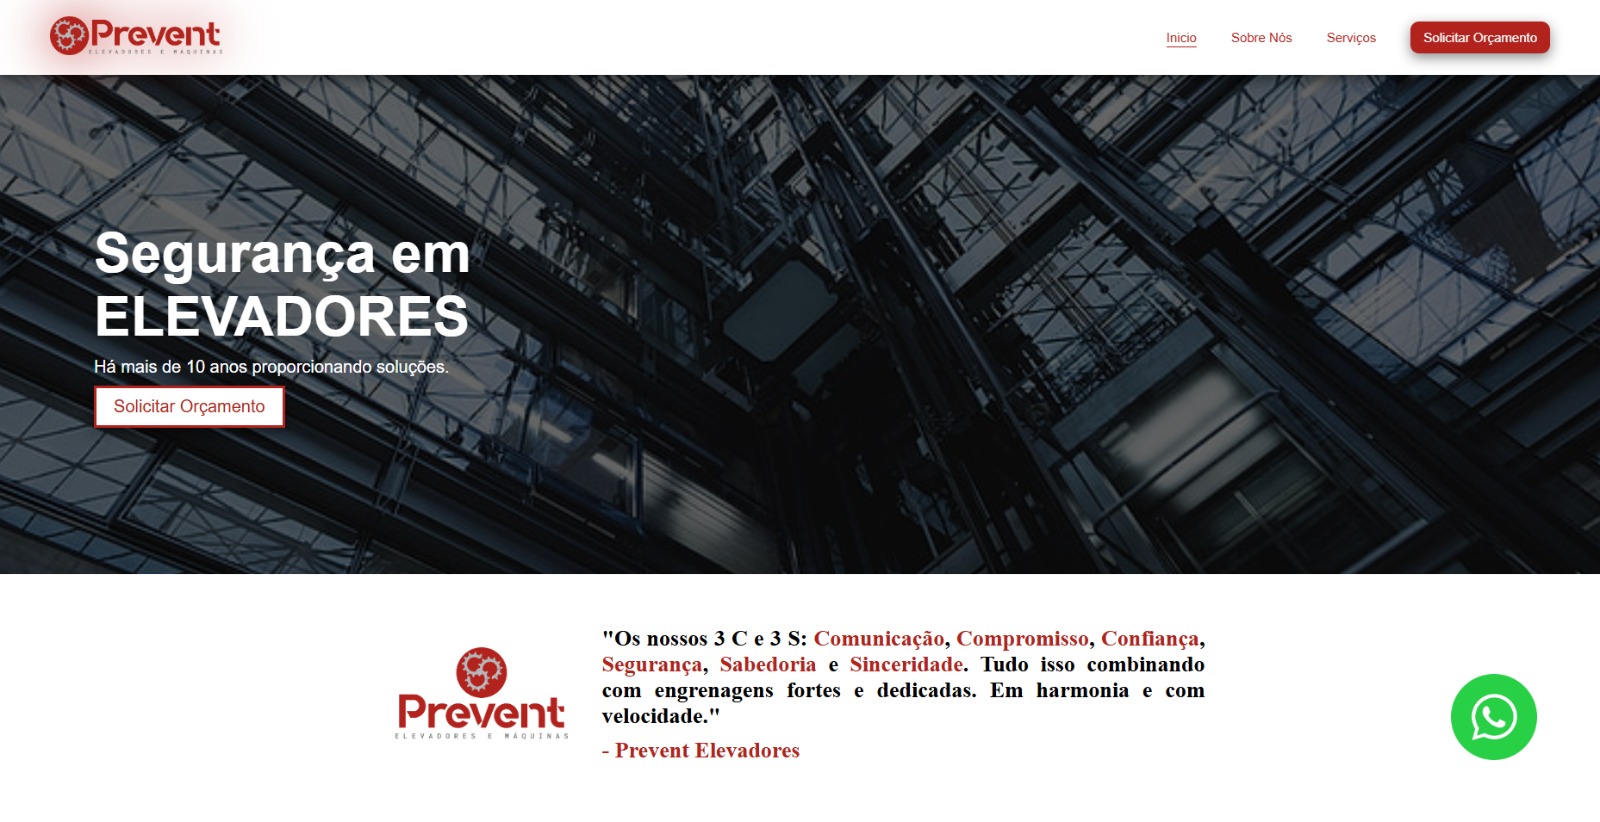 Prevent
ELEVADORES E MÁQUINAS
Inicio
Sobre Nós
Serviços
Solicitar Orçamento
Segurança em
ELEVADORES
Há mais de 10 anos proporcionando soluções.
Solicitar Orçamento
Prevent
ELEVADORES E MÁQUINAS
"Os nossos 3 C e 3 S: Comunicação, Compromisso, Confiança,
Segurança, Sabedoria e Sinceridade. Tudo isso combinando
com engrenagens fortes e dedicadas. Em harmonia e com
velocidade."
- Prevent Elevadores